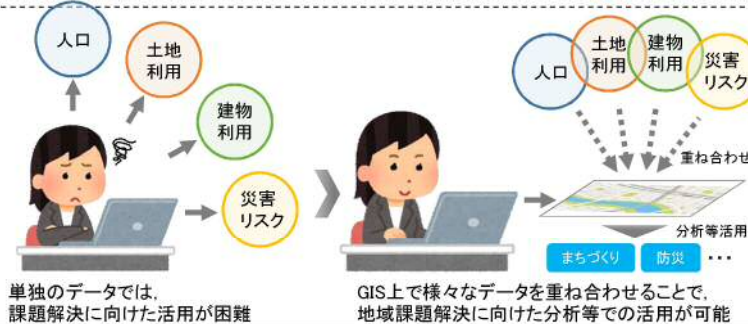 人口
土地
利用
建物
利用
災害
リスク
単独のデータでは,
課題解決に向けた活用が困難
人口
土地
利用
建物
利用
災害
リスク
重ね合わせ
分析等活用
まちづくり
防災
･･･
GIS上で様々なデータを重ね合わせることで,
地域課題解決に向けた分析等での活用が可能